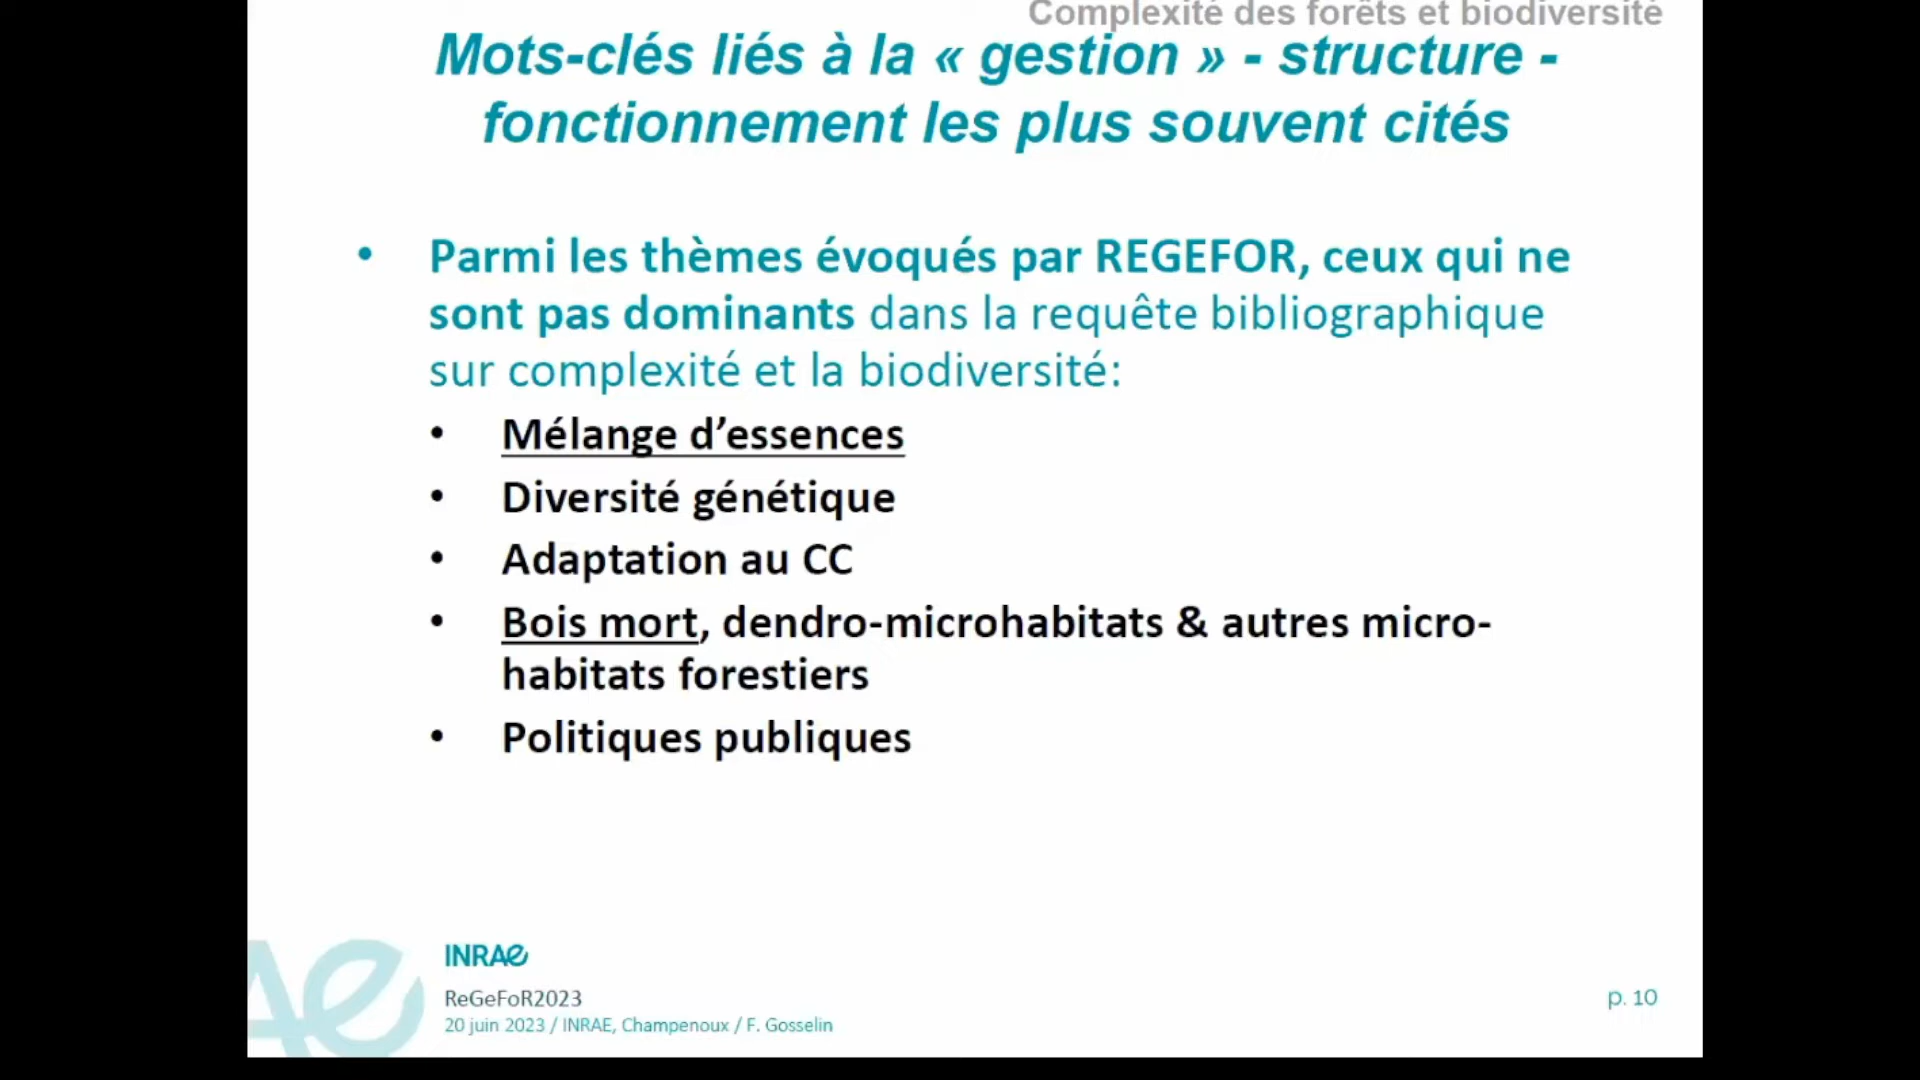 Complexité des forêts et biodiversité
Mots-clés liés à la « gestion » - structure -
fonctionnement les plus souvent cités
• Parmi les thèmes évoqués par REGEFOR, ceux qui ne
sont pas dominants dans la requête bibliographique
sur complexité et la biodiversité:
• Mélange d’essences
• Diversité génétique
• Adaptation au CC
• Bois mort, dendro-microhabitats & autres micro-
habitats forestiers
• Politiques publiques
INRAE
ReGeFoR2023
20 juin 2023 / INRAE, Champenoux / F. Gosselin
p. 10